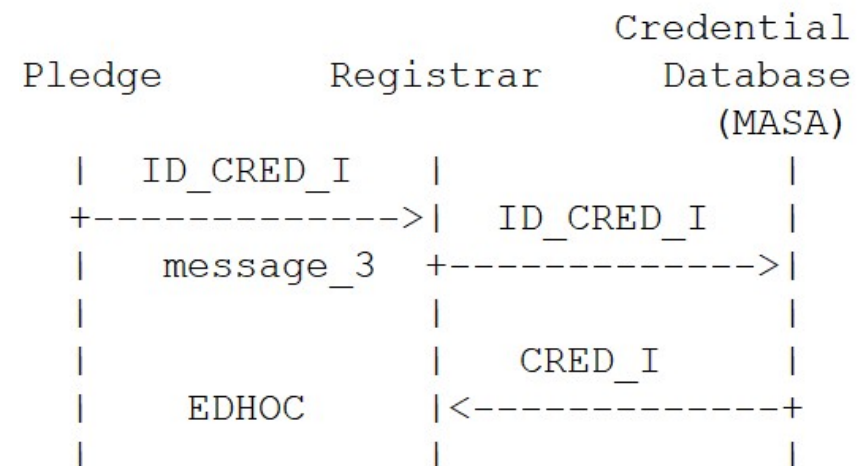 Credential
Pledge Registrar Database
(MASA)
| ID_CRED_I | |
+------------->| ID_CRED_I |
| message_3 +------------->|
| | |
| | CRED_I |
| EDHOC |<-------------+
| | |